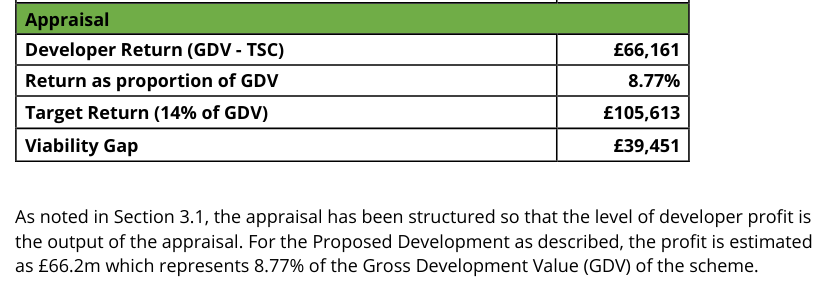 Appraisal
Developer Return (GDV - TSC) £66,161
Return as proportion of GDV 8.77%
Target Return (14% of GDV) £105,613
Viability Gap £39,451
As noted in Section 3.1, the appraisal has been structured so that the level of developer profit is
the output of the appraisal. For the Proposed Development as described, the profit is estimated
as £66.2m which represents 8.77% of the Gross Development Value (GDV) of the scheme.